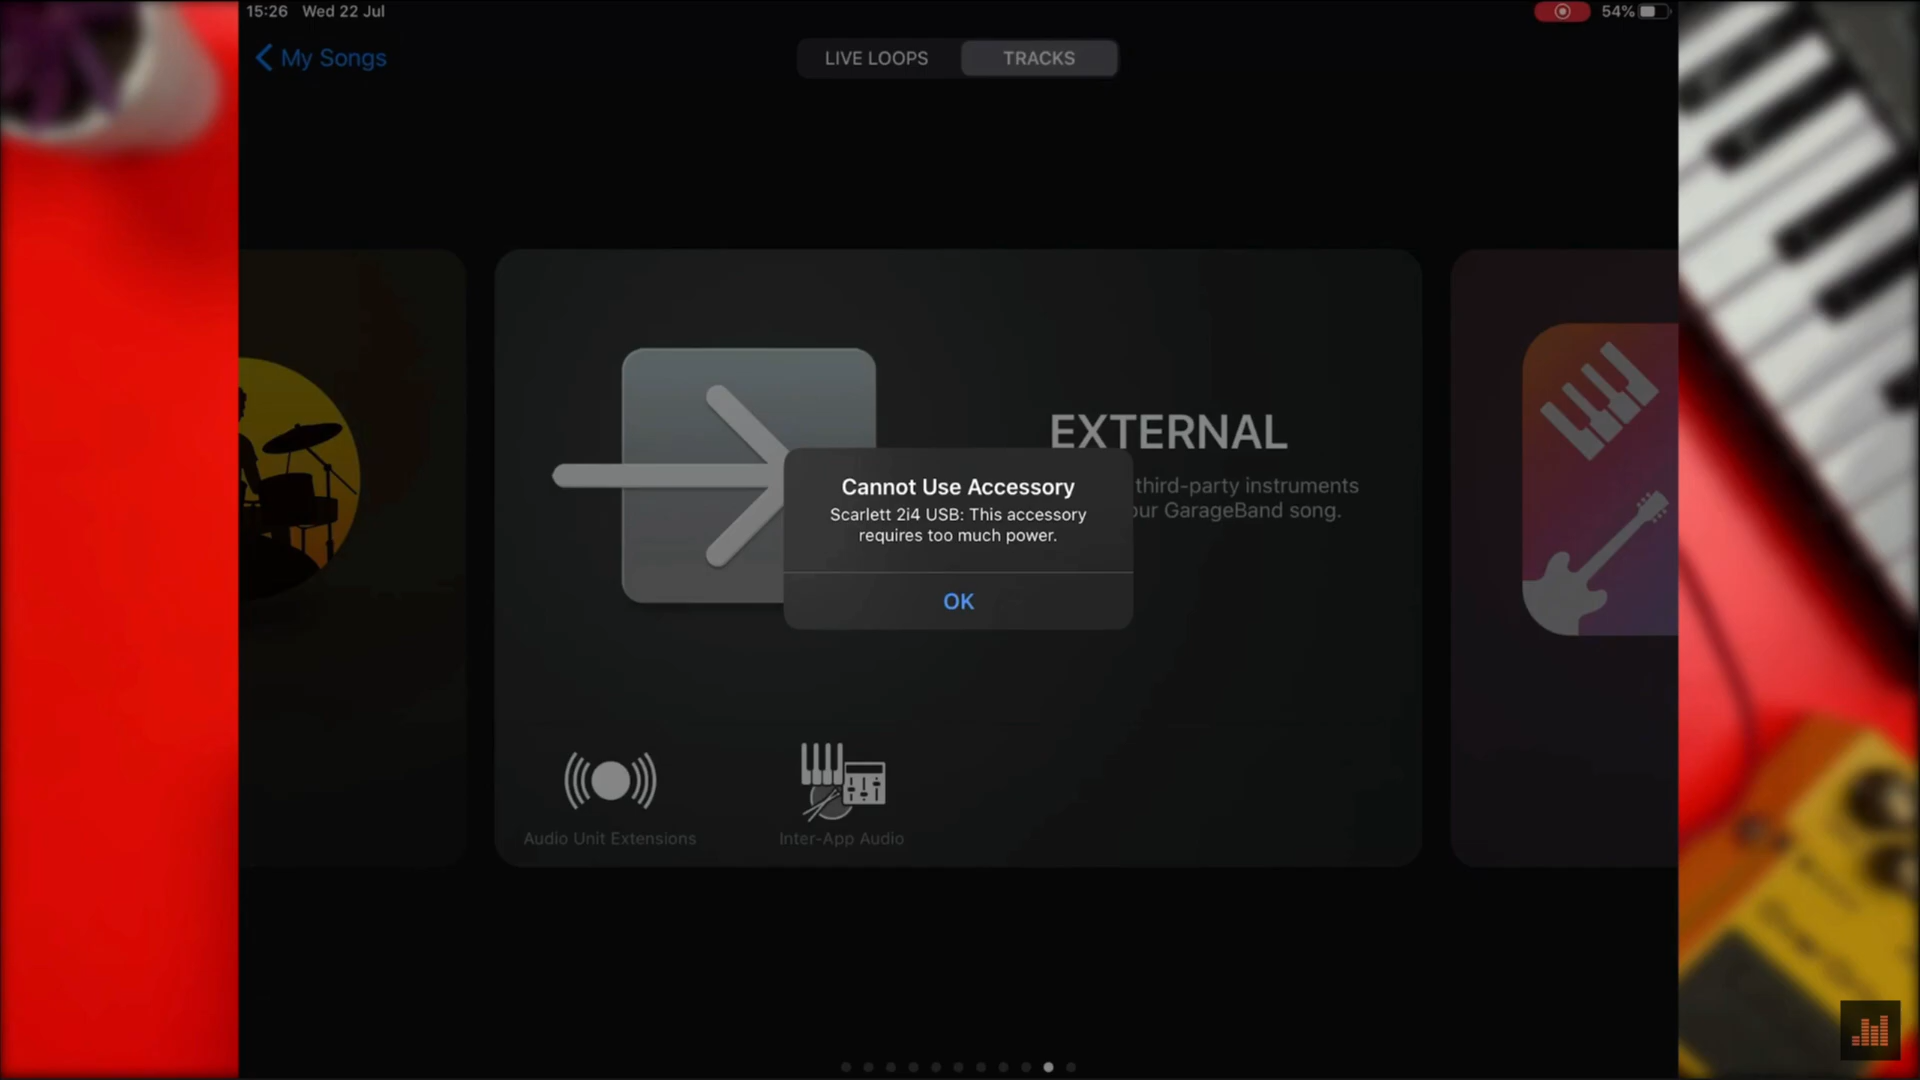 15:26 Wed 22 Jul
54%
My Songs
LIVE LOOPS
TRACKS
EXTERNAL
third-party instruments
our GarageBand song.
Cannot Use Accessory
Scarlett 2i4 USB: This accessory
requires too much power.
OK
Audio Unit Extensions
Inter-App Audio